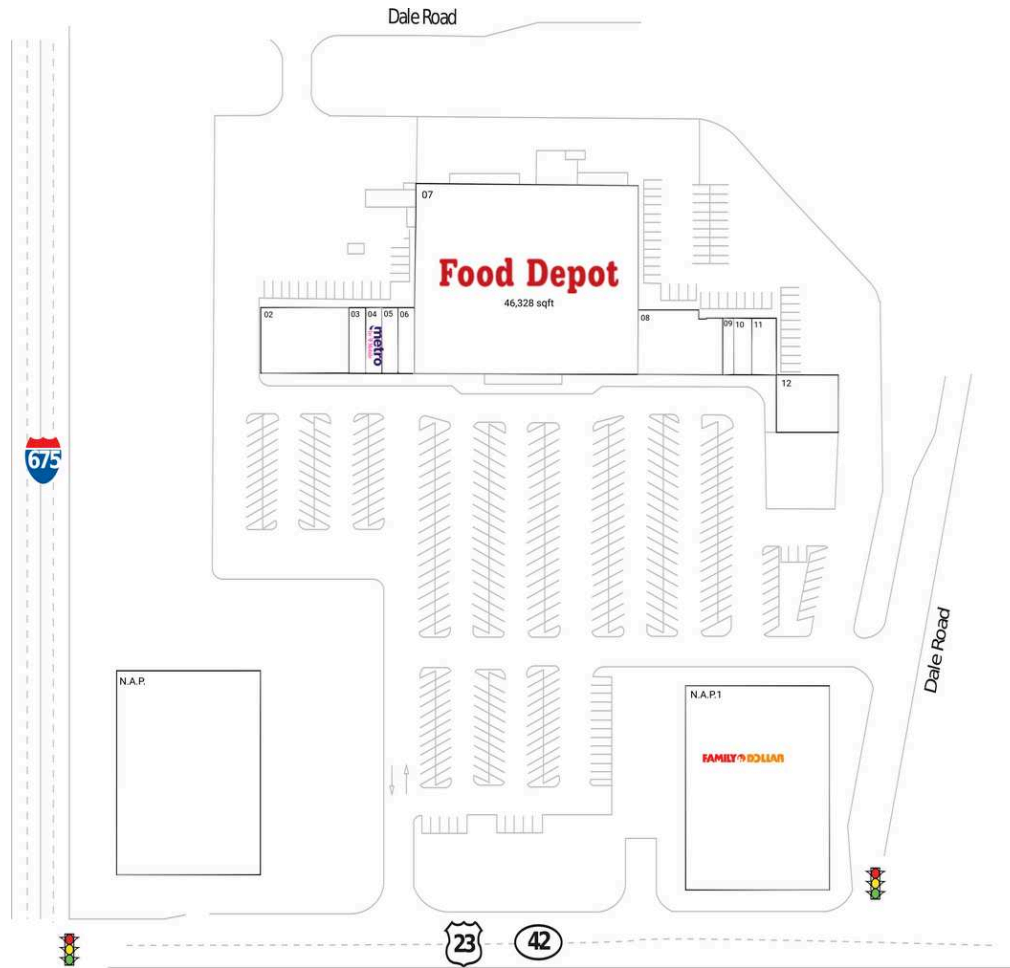 Dale Road
07
Food Depot
46,328 sqft
02
03
04
05
06
metro
08
09
10
11
12
675
Dale Road
N.A.P.
N.A.P.1
FAMILY DOLLAR
23
42